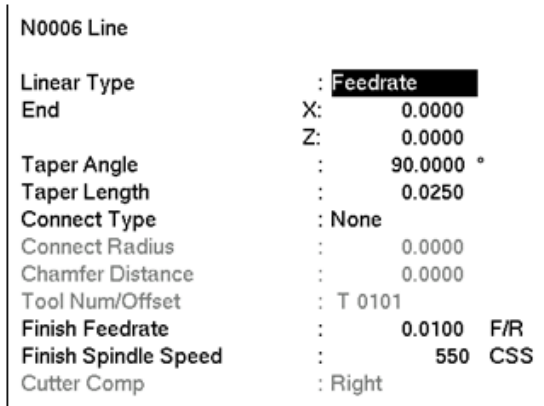 N0006 Line
Linear Type : Feedrate
End X: 0.0000
Z: 0.0000
Taper Angle : 90.0000 °
Taper Length : 0.0250
Connect Type : None
Connect Radius : 0.0000
Chamfer Distance : 0.0000
Tool Num/Offset : T 0101
Finish Feedrate : 0.0100 F/R
Finish Spindle Speed : 550 CSS
Cutter Comp : Right